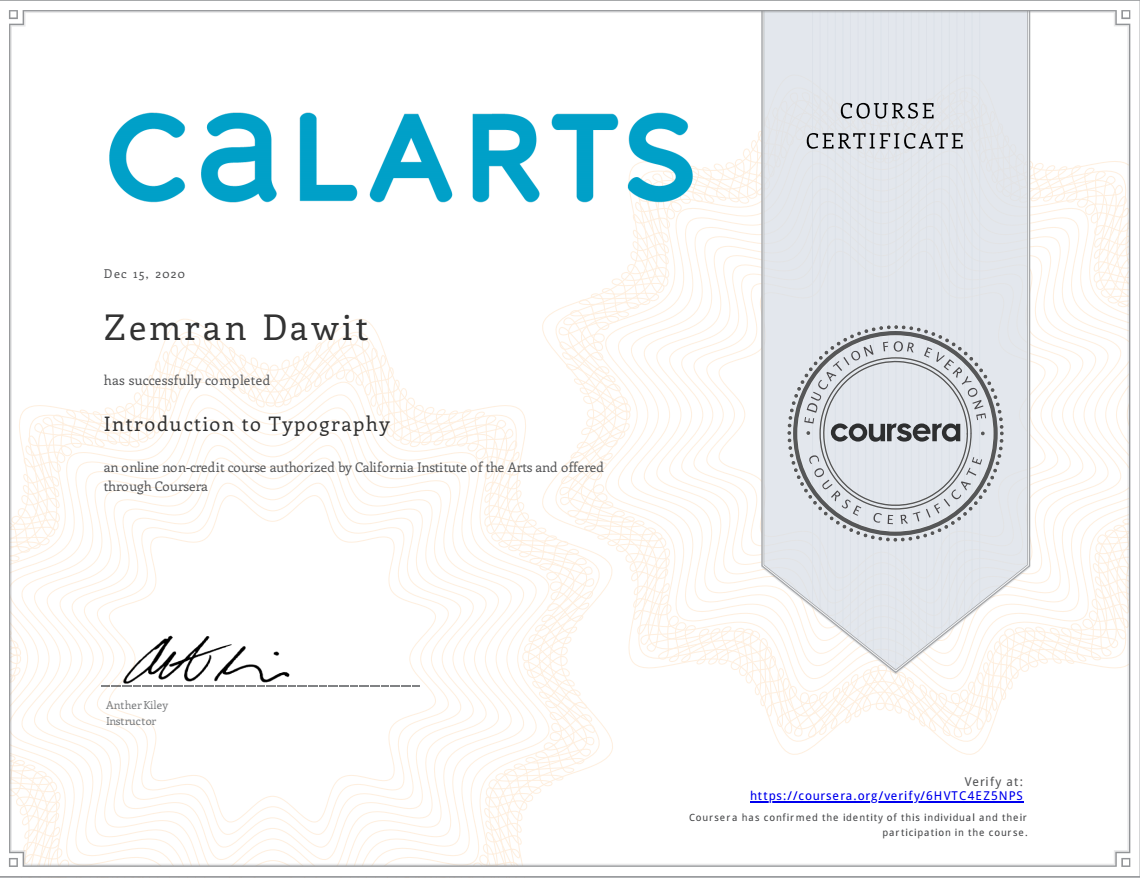 CALARTS
COURSE
CERTIFICATE
Dec 15, 2020
Zemran Dawit
has successfully completed
Introduction to Typography
an online non-credit course authorized by California Institute of the Arts and offered
through Coursera
EDUCATION FOR EVERYONE
coursera
COURSE CERTIFICATE
Anther Kiley
Instructor
Verify at:
https://coursera.org/verify/6HVTC4EZ5NPS
Coursera has confirmed the identity of this individual and their
participation in the course.